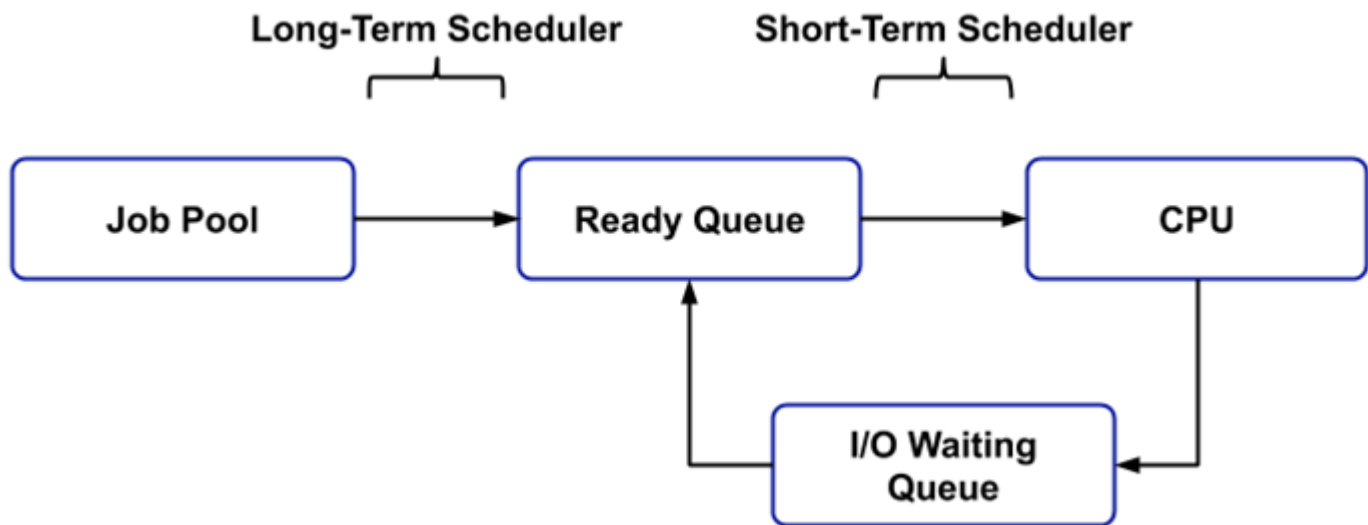 Long-Term Scheduler
Short-Term Scheduler
Job Pool
Ready Queue
CPU
I/O Waiting
Queue